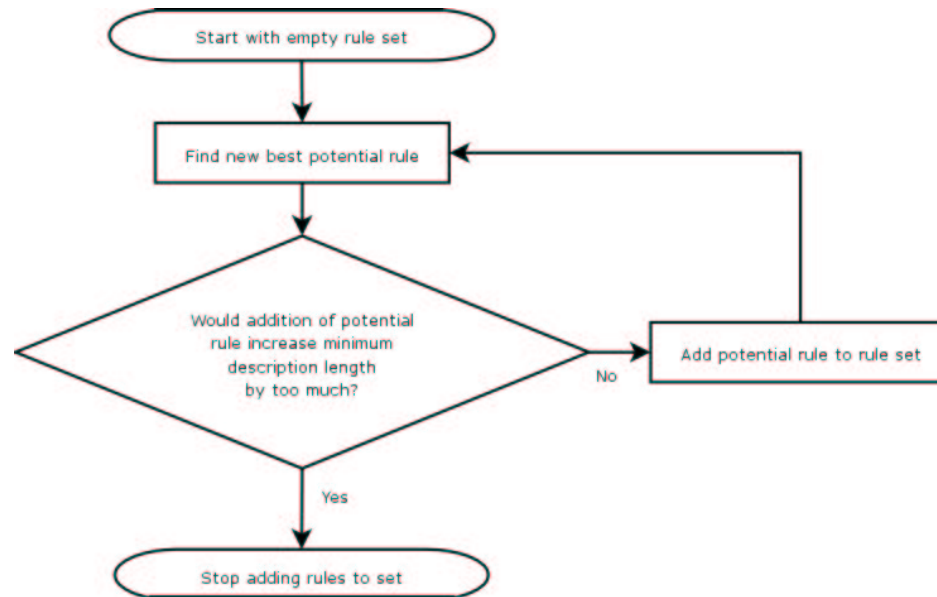 Start with empty rule set
Find new best potential rule
Would addition of potential
rule increase minimum
description length
by too much?
No
Add potential rule to rule set
Yes
Stop adding rules to set